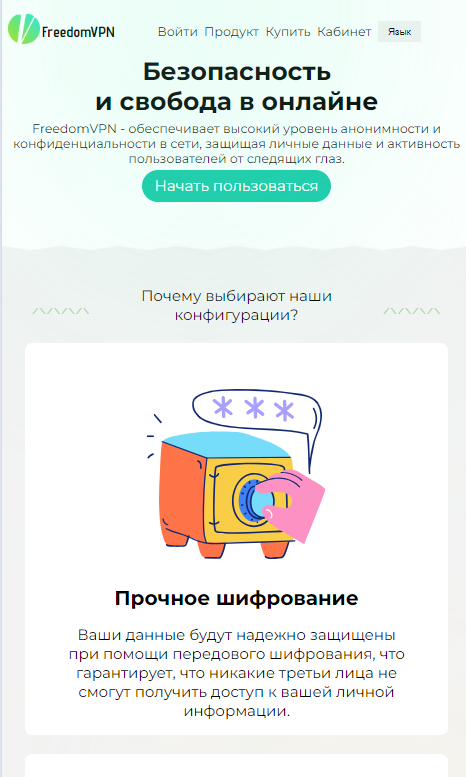 FreedomVPN
Войти Продукт Купить Кабинет Язык
Безопасность
и свобода в онлайне
FreedomVPN - обеспечивает высокий уровень анонимности и
конфиденциальности в сети, защищая личные данные и активность
пользователей от следящих глаз.
Начать пользоваться
Почему выбирают наши
конфигурации?
Прочное шифрование
Ваши данные будут надежно защищены
при помощи передового шифрования, что
гарантирует, что никакие третьи лица не
смогут получить доступ к вашей личной
информации.